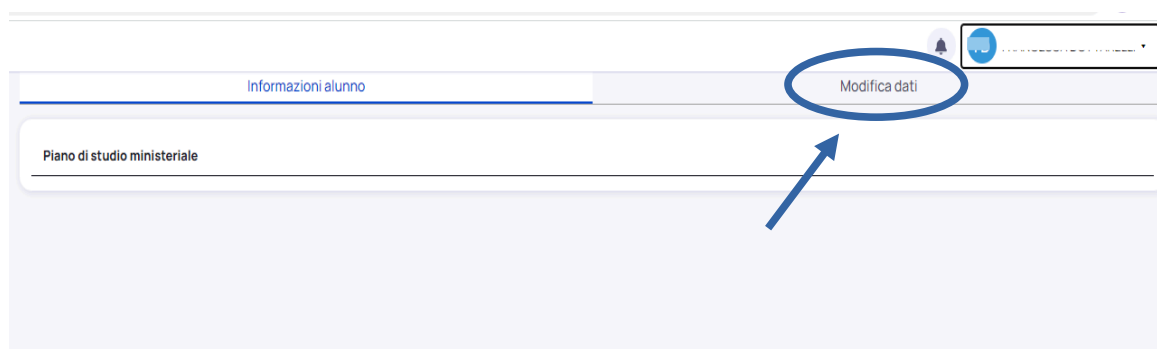 Informazioni alunno
Modifica dati
Piano di studio ministeriale